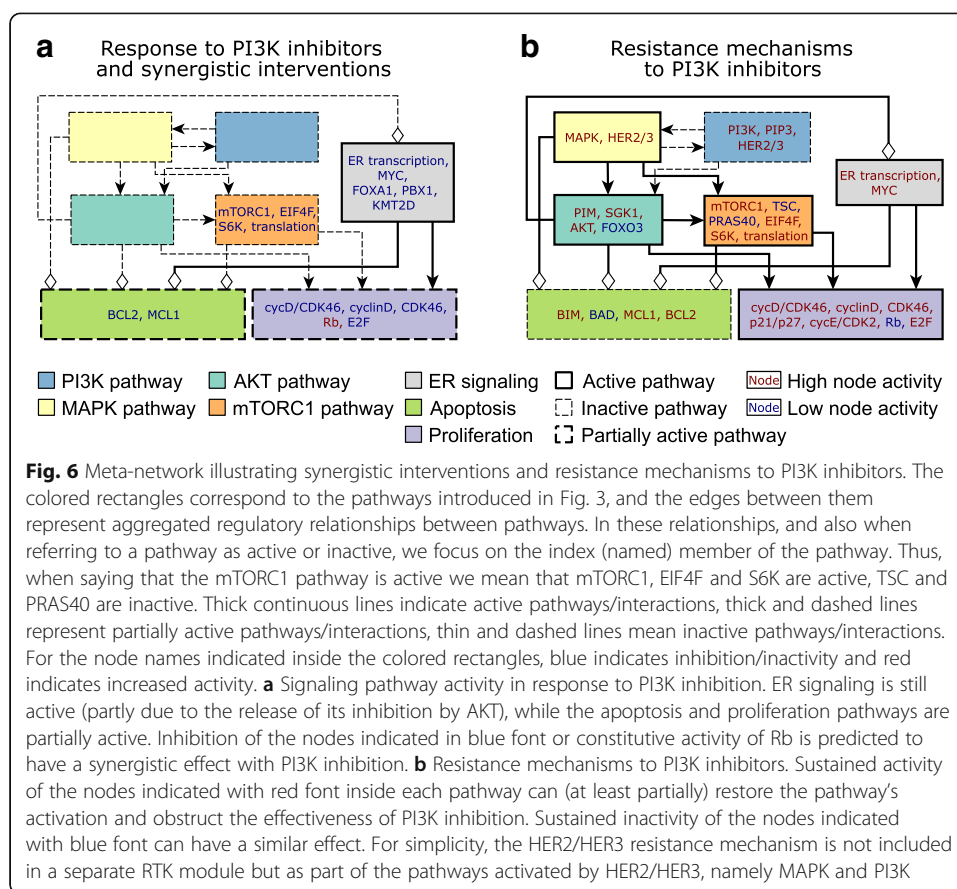 a
Response to PI3K inhibitors
and synergistic interventions
ER transcription,
MYC,
FOXA1, PBX1,
KMT2D
mTORC1, EIF4F,
S6K, translation
BCL2, MCL1
cycD/CDK46, cyclinD, CDK46,
Rb, E2F
b
Resistance mechanisms
to PI3K inhibitors
MAPK, HER2/3
PI3K, PIP3,
HER2/3
ER transcription,
MYC
PIM, SGK1,
AKT, FOXO3
mTORC1, TSC,
PRAS40, EIF4F,
S6K, translation
BIM, BAD, MCL1, BCL2
cycD/CDK46, cyclinD, CDK46,
p21/p27, cycE/CDK2, Rb, E2F
PI3K pathway
AKT pathway
ER signaling
Active pathway
Node High node activity
MAPK pathway
mTORC1 pathway
Apoptosis
Inactive pathway
Node Low node activity
Proliferation
Partially active pathway
Fig. 6 Meta-network illustrating synergistic interventions and resistance mechanisms to PI3K inhibitors. The
colored rectangles correspond to the pathways introduced in Fig. 3, and the edges between them
represent aggregated regulatory relationships between pathways. In these relationships, and also when
referring to a pathway as active or inactive, we focus on the index (named) member of the pathway. Thus,
when saying that the mTORC1 pathway is active we mean that mTORC1, EIF4F and S6K are active, TSC and
PRAS40 are inactive. Thick continuous lines indicate active pathways/interactions, thick and dashed lines
represent partially active pathways/interactions, thin and dashed lines mean inactive pathways/interactions.
For the node names indicated inside the colored rectangles, blue indicates inhibition/inactivity and red
indicates increased activity. a Signaling pathway activity in response to PI3K inhibition. ER signaling is still
active (partly due to the release of its inhibition by AKT), while the apoptosis and proliferation pathways are
partially active. Inhibition of the nodes indicated in blue font or constitutive activity of Rb is predicted to
have a synergistic effect with PI3K inhibition. b Resistance mechanisms to PI3K inhibitors. Sustained activity
of the nodes indicated with red font inside each pathway can (at least partially) restore the pathway's
activation and obstruct the effectiveness of PI3K inhibition. Sustained inactivity of the nodes indicated
with blue font can have a similar effect. For simplicity, the HER2/HER3 resistance mechanism is not included
in a separate RTK module but as part of the pathways activated by HER2/HER3, namely MAPK and PI3K